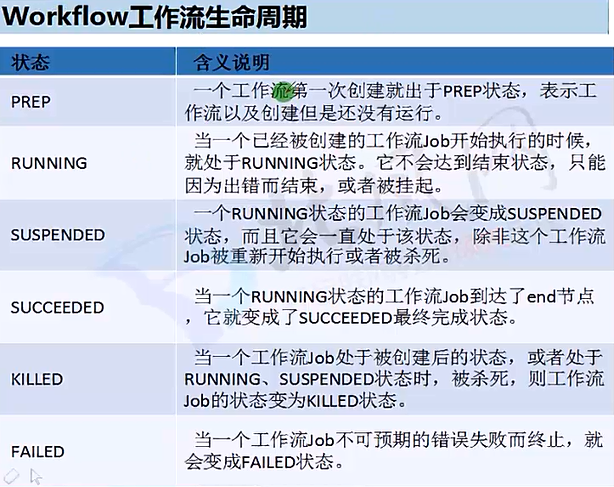 Workflow工作流生命周期
状态 含义说明
PREP
一个工作流第一次创建就出于PREP状态，表示
工作流以及创建但是还没有运行。
RUNNING
当一个已经被创建的工作流Job开始执行的时候，
就处于RUNNING状态。它不会达到结束状态，只能
因为出错而结束，或者被挂起。
SUSPENDED
一个RUNNING状态的工作流Job会变成SUSPENDED
状态，而且它会一直处于该状态，除非这个工作流
Job被重新开始执行或者被杀死。
SUCCEEDED
当一个RUNNING状态的工作流Job到达了end节点
，它就变成了SUCCEEDED最终完成状态。
KILLED
当一个工作流Job处于被创建后的状态，或者处于
RUNNING、SUSPENDED状态时，被杀死，则工作流
Job的状态变为KILLED状态。
FAILED
当一个工作流Job不可预期的错误失败而终止，就
会变成FAILED状态。